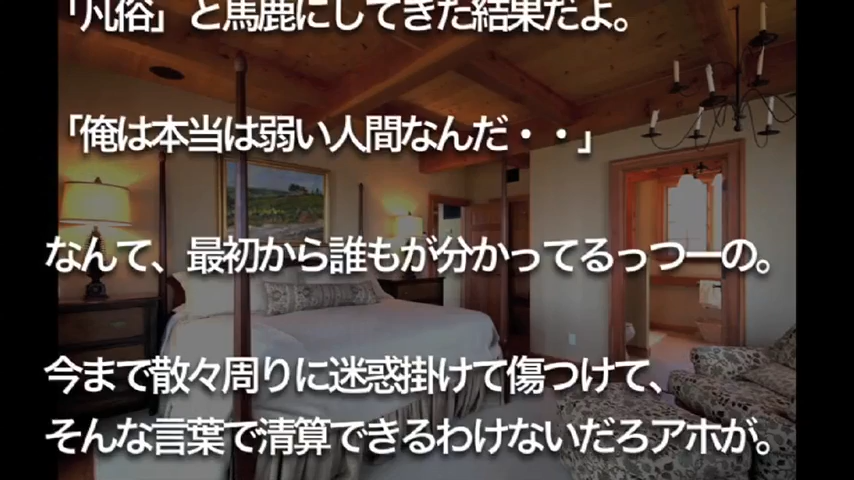 「凡俗」と馬鹿にしてきた結果だよ。
「俺は本当は弱い人間なんだ・・」
なんて、最初から誰もが分かってるっつーの。
今まで散々周りに迷惑掛けて傷つけて、
そんな言葉で清算できるわけないだろアホが。